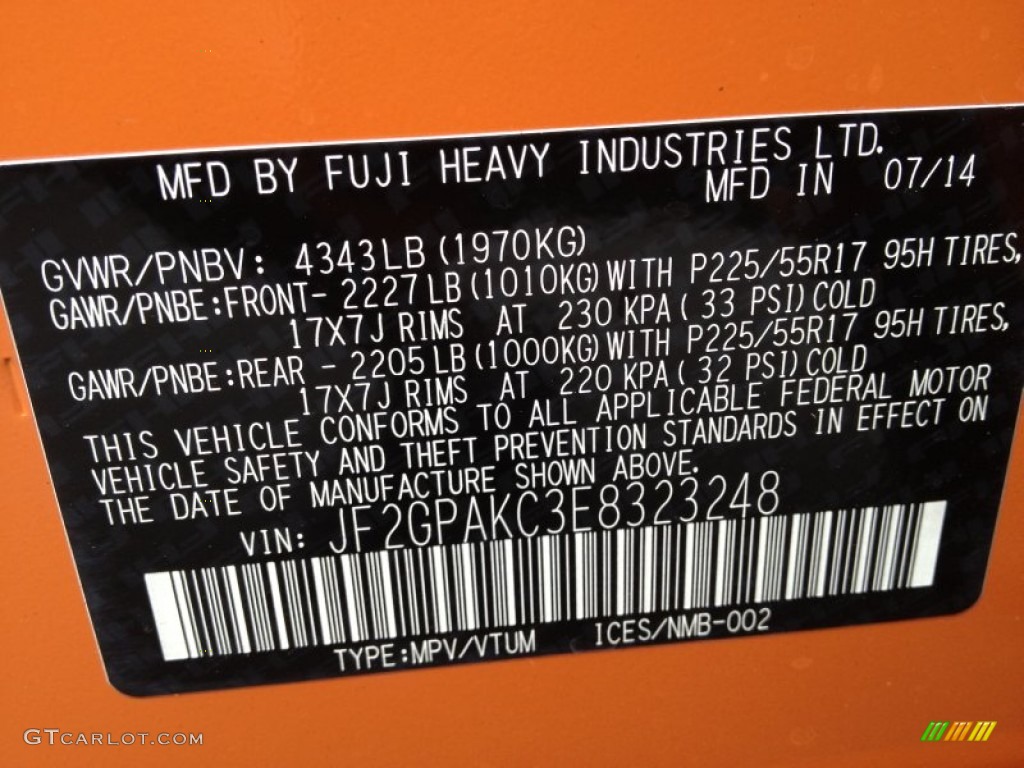 MFD BY FUJI HEAVY INDUSTRIES LTD.
MFD IN 07/14
GVWR/PNBV: 4343LB (1970KG)
GAWR/PNBE:FRONT- 2227LB (1010KG)WITH P225/55R17 95H TIRES,
17X7J RIMS AT 230 KPA( 33 PSI)COLD
GAWR/PNBE:REAR - 2205LB (1000KG)WITH P225/55R17 95H TIRES,
17X7J RIMS AT 220 KPA( 32 PSI)COLD
THIS VEHICLE CONFORMS TO ALL APPLICABLE FEDERAL MOTOR
VEHICLE SAFETY AND THEFT PREVENTION STANDARDS IN EFFECT ON
THE DATE OF MANUFACTURE SHOWN ABOVE.
VIN: JF2GPAKC3E8323248
TYPE:MPV/VTUM ICES/NMB-002
GTCARLOT.COM